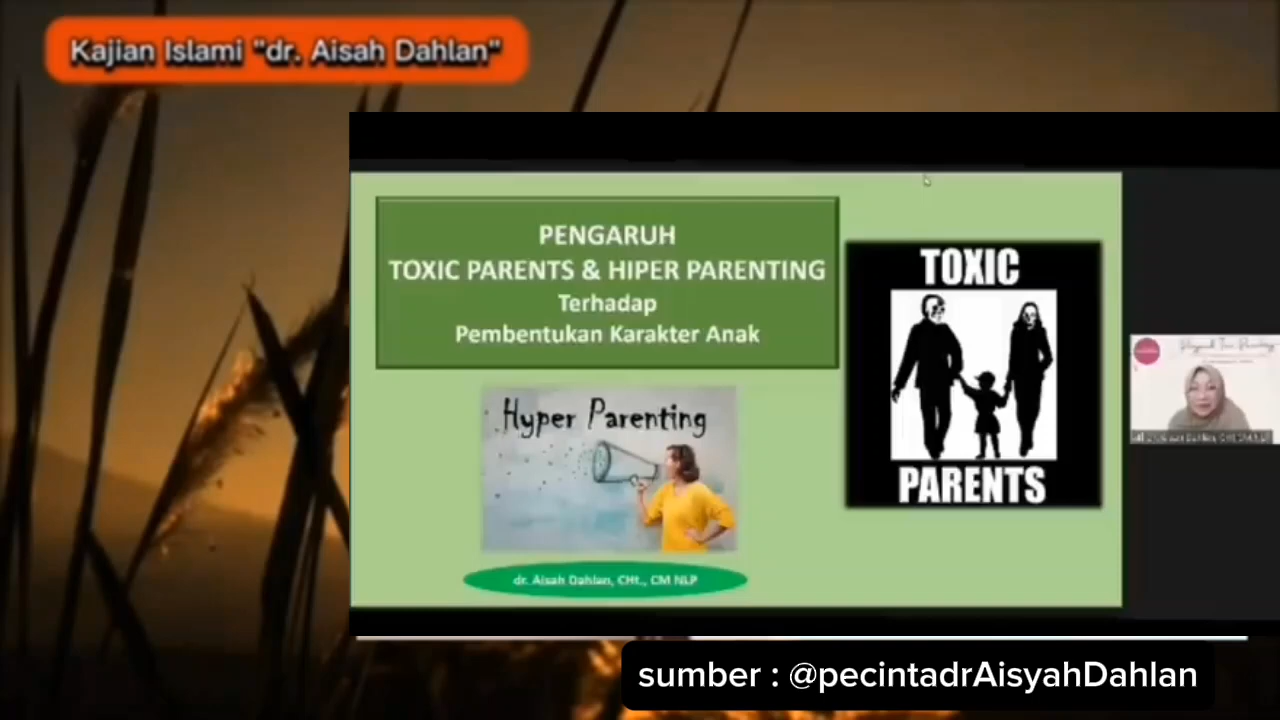 Kajian Islami "dr. Aisah Dahlan"
PENGARUH
TOXIC PARENTS & HIPER PARENTING
Terhadap
Pembentukan Karakter Anak
Hyper Parenting
dr. Aisah Dahlan, CHt., CM NLP
TOXIC
PARENTS
sumber : @pecintadrAisyahDahlan